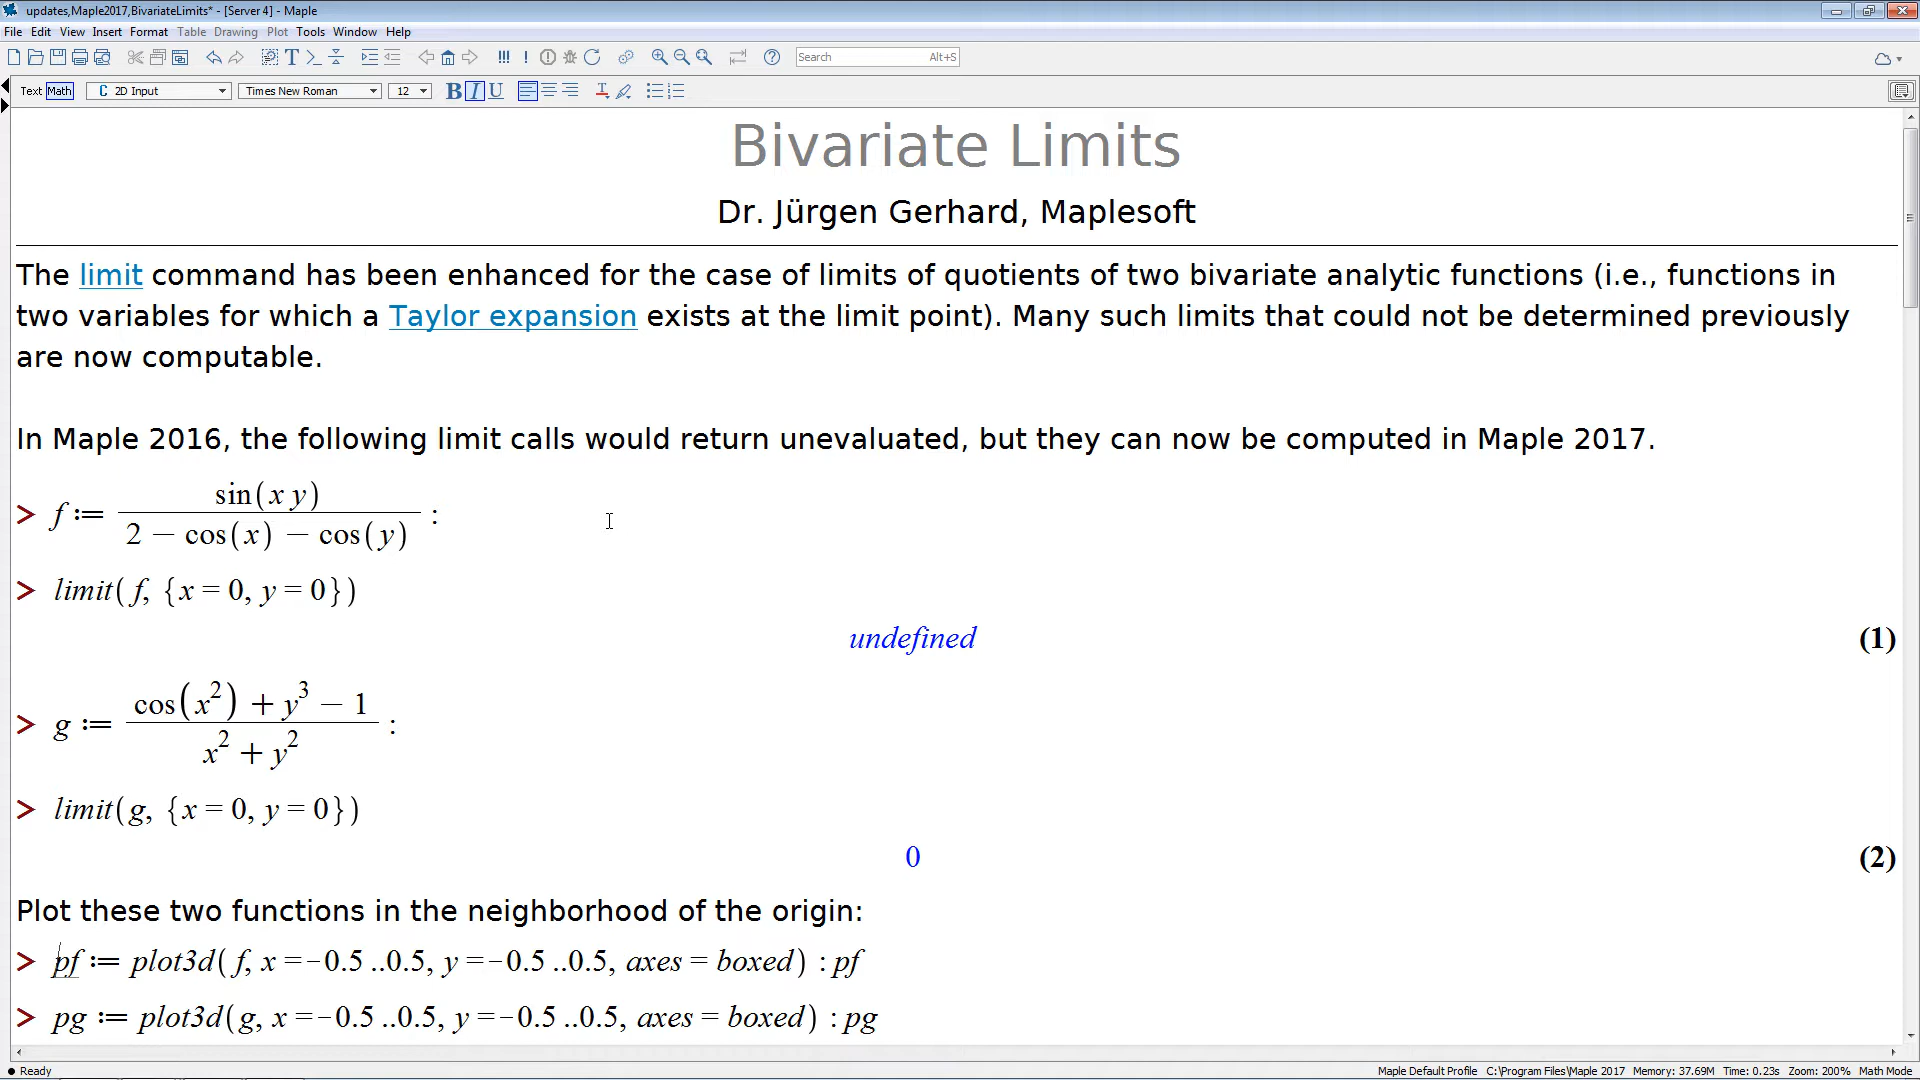 updates,Maple2017,BivariateLimits* - [Server 4] - Maple
File Edit View Insert Format Table Drawing Plot Tools Window Help
Search Alt+S
Text Math C 2D Input Times New Roman 12 B I U
Bivariate Limits
Dr. Jürgen Gerhard, Maplesoft
The limit command has been enhanced for the case of limits of quotients of two bivariate analytic functions (i.e., functions in
two variables for which a Taylor expansion exists at the limit point). Many such limits that could not be determined previously
are now computable.
In Maple 2016, the following limit calls would return unevaluated, but they can now be computed in Maple 2017.
> f := sin(x y) / (2 − cos(x) − cos(y)) :
> limit(f, {x = 0, y = 0})
undefined (1)
> g := (cos(x^2) + y^3 − 1) / (x^2 + y^2) :
> limit(g, {x = 0, y = 0})
0 (2)
Plot these two functions in the neighborhood of the origin:
> pf := plot3d(f, x = −0.5 ..0.5, y = −0.5 ..0.5, axes = boxed) : pf
> pg := plot3d(g, x = −0.5 ..0.5, y = −0.5 ..0.5, axes = boxed) : pg
Ready Maple Default Profile C:\Program Files\Maple 2017 Memory: 37.69M Time: 0.23s Zoom: 200% Math Mode